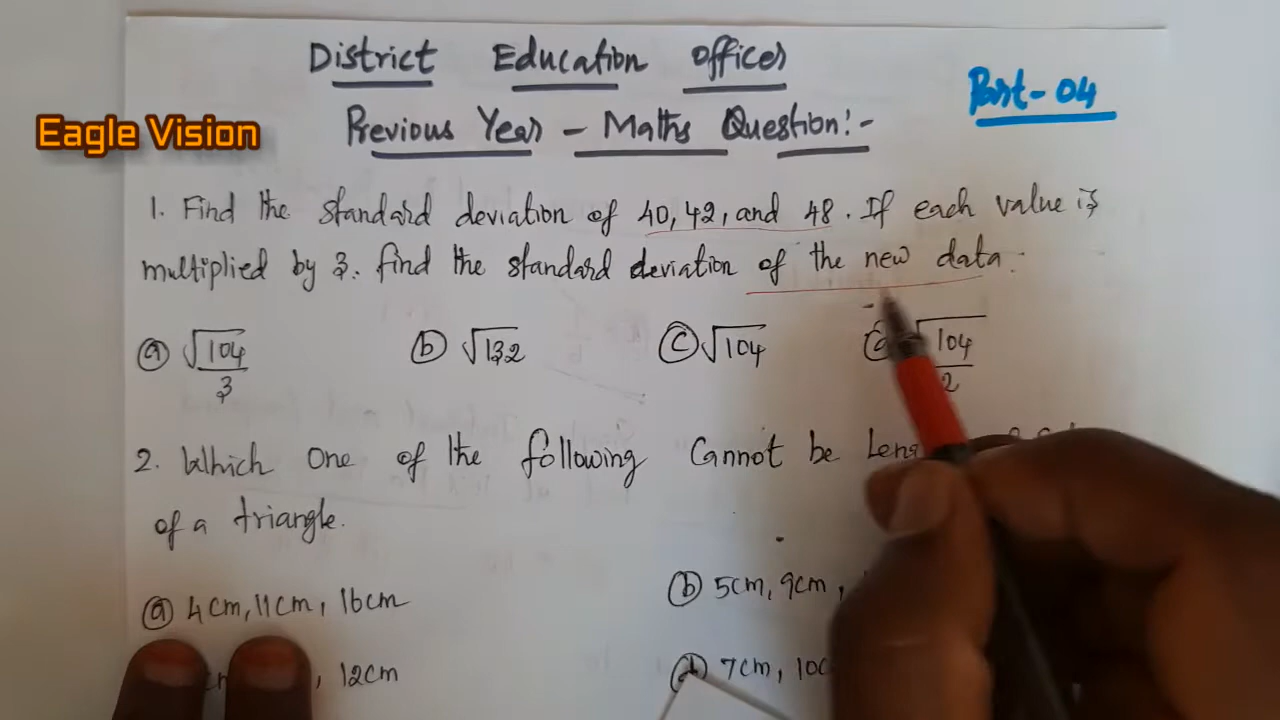 District Education Officer
Part-04
Eagle Vision
Previous Year - Maths Question:-
1. Find the standard deviation of 40, 42, and 48. If each value is
multiplied by 3. find the standard deviation of the new data:-
ⓐ √104/3 ⓑ √132 ⓒ √104 ⓓ √104/2
2. Which one of the following Cannot be
of a triangle.
ⓐ 4cm, 11cm, 16cm ⓑ 5cm, 9cm,
, 12cm ⓓ 7cm,